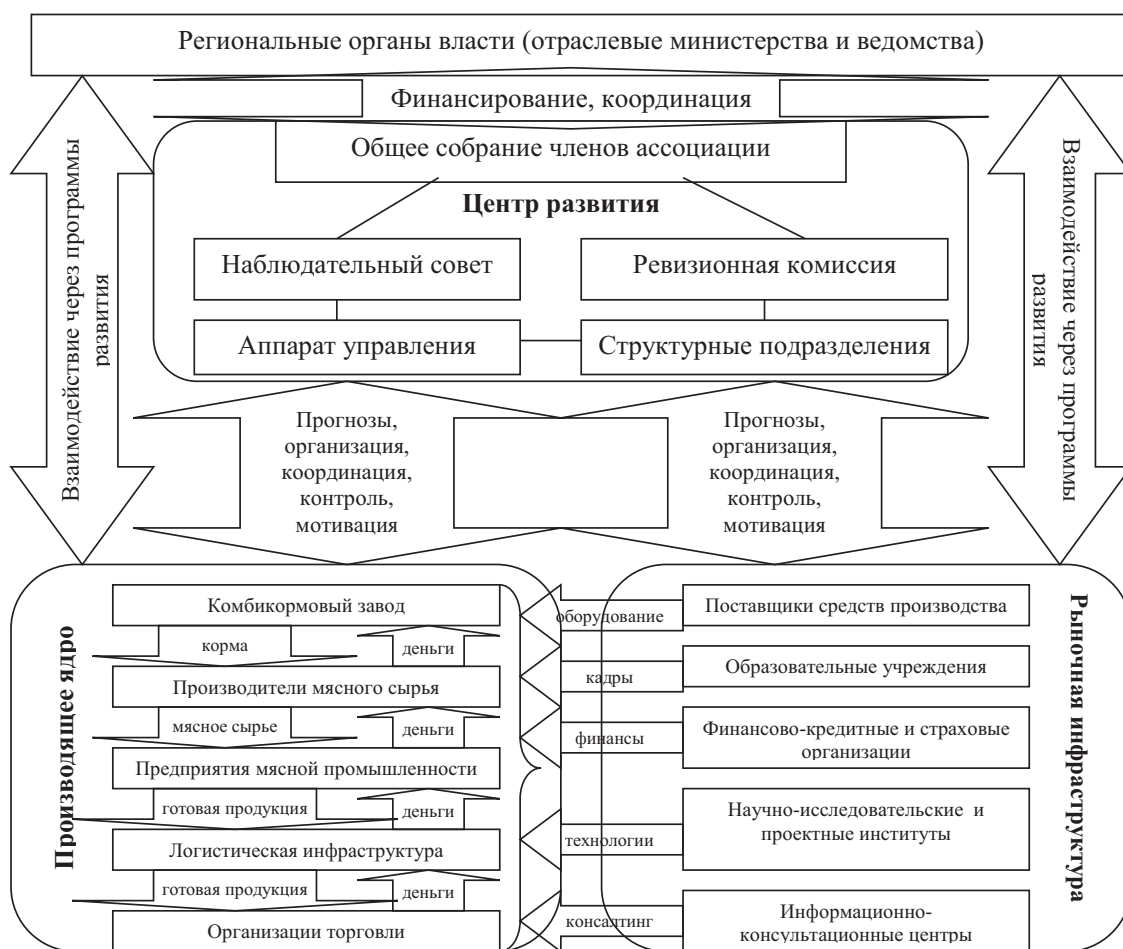 Региональные органы власти (отраслевые министерства и ведомства)
Финансирование, координация
Общее собрание членов ассоциации
Центр развития
Наблюдательный совет
Ревизионная комиссия
Аппарат управления
Структурные подразделения
Взаимодействие через программы
развития
Взаимодействие через программы
развития
Прогнозы,
организация,
координация,
контроль,
мотивация
Прогнозы,
организация,
координация,
контроль,
мотивация
Производящее ядро
Комбикормовый завод
корма
деньги
Производители мясного сырья
мясное сырье
деньги
Предприятия мясной промышленности
готовая продукция
деньги
Логистическая инфраструктура
готовая продукция
деньги
Организации торговли
оборудование
кадры
финансы
технологии
консалтинг
Поставщики средств производства
Образовательные учреждения
Финансово-кредитные и страховые
организации
Научно-исследовательские и
проектные институты
Информационно-
консультационные центры
Рыночная инфраструктура